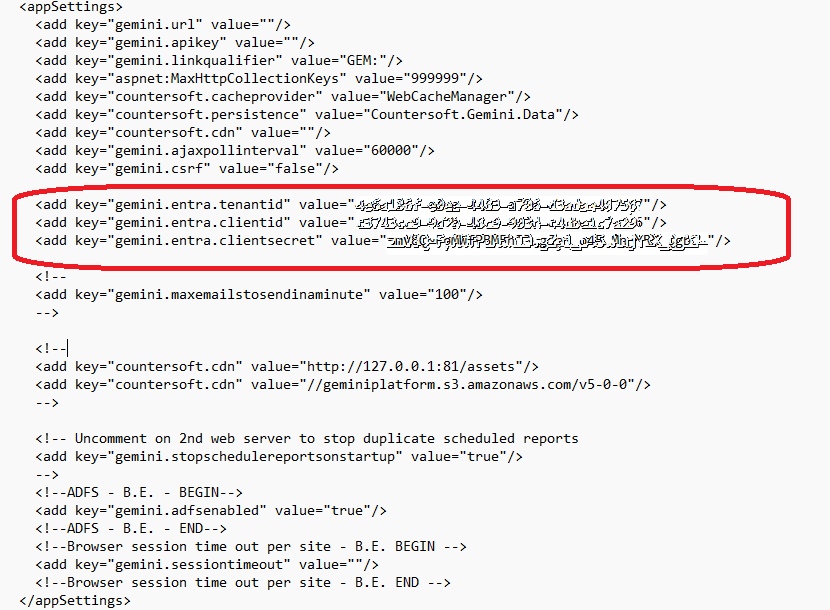 <appSettings>
<add key="gemini.url" value=""/>
<add key="gemini.apikey" value=""/>
<add key="gemini.linkqualifier" value="GEM:"/>
<add key="aspnet:MaxHttpCollectionKeys" value="999999"/>
<add key="countersoft.cacheprovider" value="WebCacheManager"/>
<add key="countersoft.persistence" value="Countersoft.Gemini.Data"/>
<add key="countersoft.cdn" value=""/>
<add key="gemini.ajaxpollinterval" value="60000"/>
<add key="gemini.csrf" value="false"/>
<add key="gemini.entra.tenantid" value=""/>
<add key="gemini.entra.clientid" value=""/>
<add key="gemini.entra.clientsecret" value=""/>
<!--
<add key="gemini.maxemailstosendinaminute" value="100"/>
-->
<!--
<add key="countersoft.cdn" value="http://127.0.0.1:81/assets"/>
<add key="countersoft.cdn" value="//geminiplatform.s3.amazonaws.com/v5-0-0"/>
-->
<!-- Uncomment on 2nd web server to stop duplicate scheduled reports
<add key="gemini.stopschedulereportsonstartup" value="true"/>
-->
<!--ADFS - B.E. - BEGIN-->
<add key="gemini.adfsenabled" value="true"/>
<!--ADFS - B.E. - END-->
<!--Browser session time out per site - B.E. BEGIN -->
<add key="gemini.sessiontimeout" value=""/>
<!--Browser session time out per site - B.E. END -->
</appSettings>